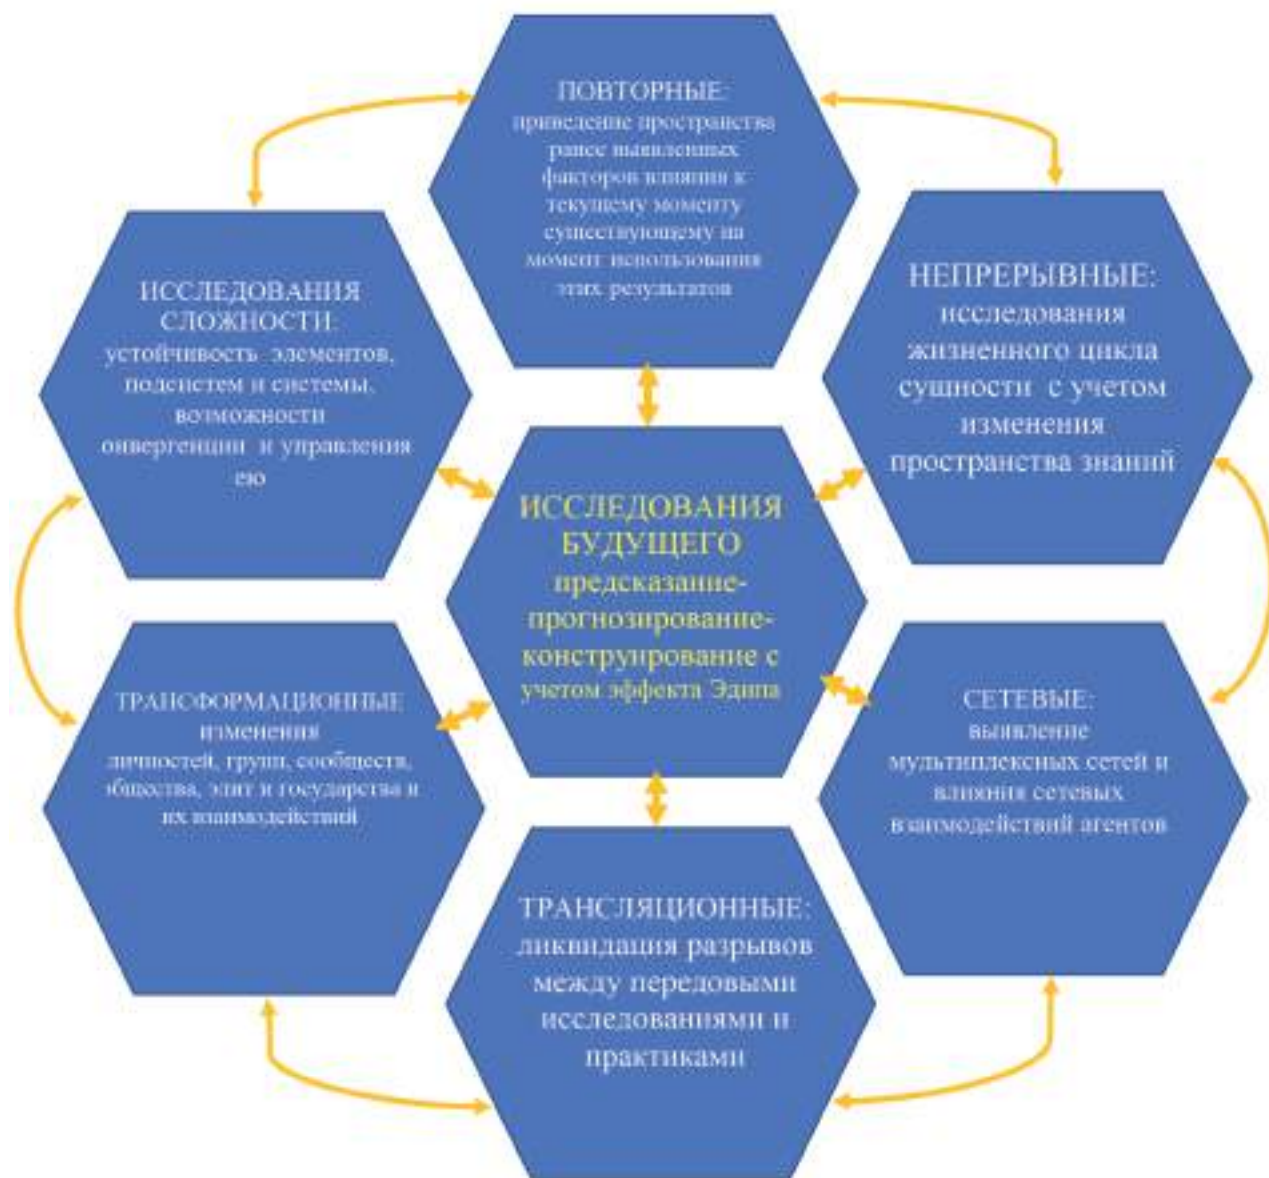 ПОВТОРНЫЕ:
приведение пространства
ранее выявленных
факторов влияния к
текущему моменту
существующему на
момент использования
этих результатов
НЕПРЕРЫВНЫЕ:
исследования
жизненного цикла
сущности с учетом
изменения
пространства знаний
СЕТЕВЫЕ:
выявление
мультиплексных сетей и
влияния сетевых
взаимодействий агентов
ТРАНСЛЯЦИОННЫЕ:
ликвидация разрывов
между передовыми
исследованиями и
практиками
ТРАНСФОРМАЦИОННЫЕ
изменения
личностей, групп, сообществ,
общества, элит и государства и
их взаимодействий
ИССЛЕДОВАНИЯ
СЛОЖНОСТИ:
устойчивость элементов,
подсистем и системы,
возможности
онвергенции и управления
ею
ИССЛЕДОВАНИЯ
БУДУЩЕГО
предсказание-
прогнозирование-
конструирование с
учетом эффекта Эдипа